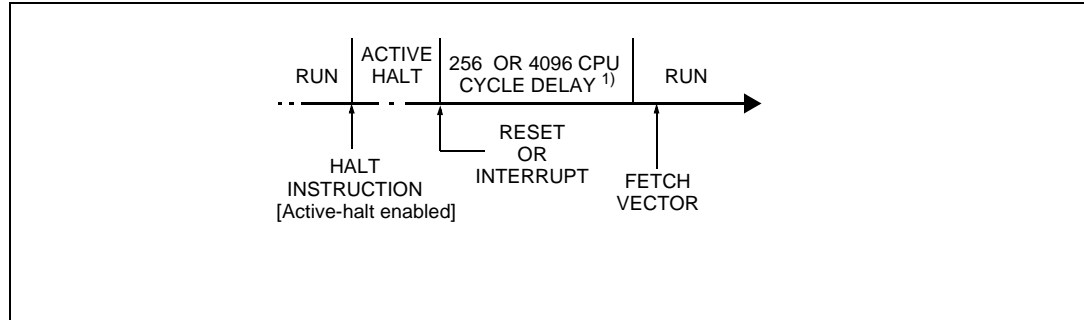 RUN
ACTIVE
HALT
256 OR 4096 CPU
CYCLE DELAY 1)
RUN
HALT
INSTRUCTION
[Active-halt enabled]
RESET
OR
INTERRUPT
FETCH
VECTOR